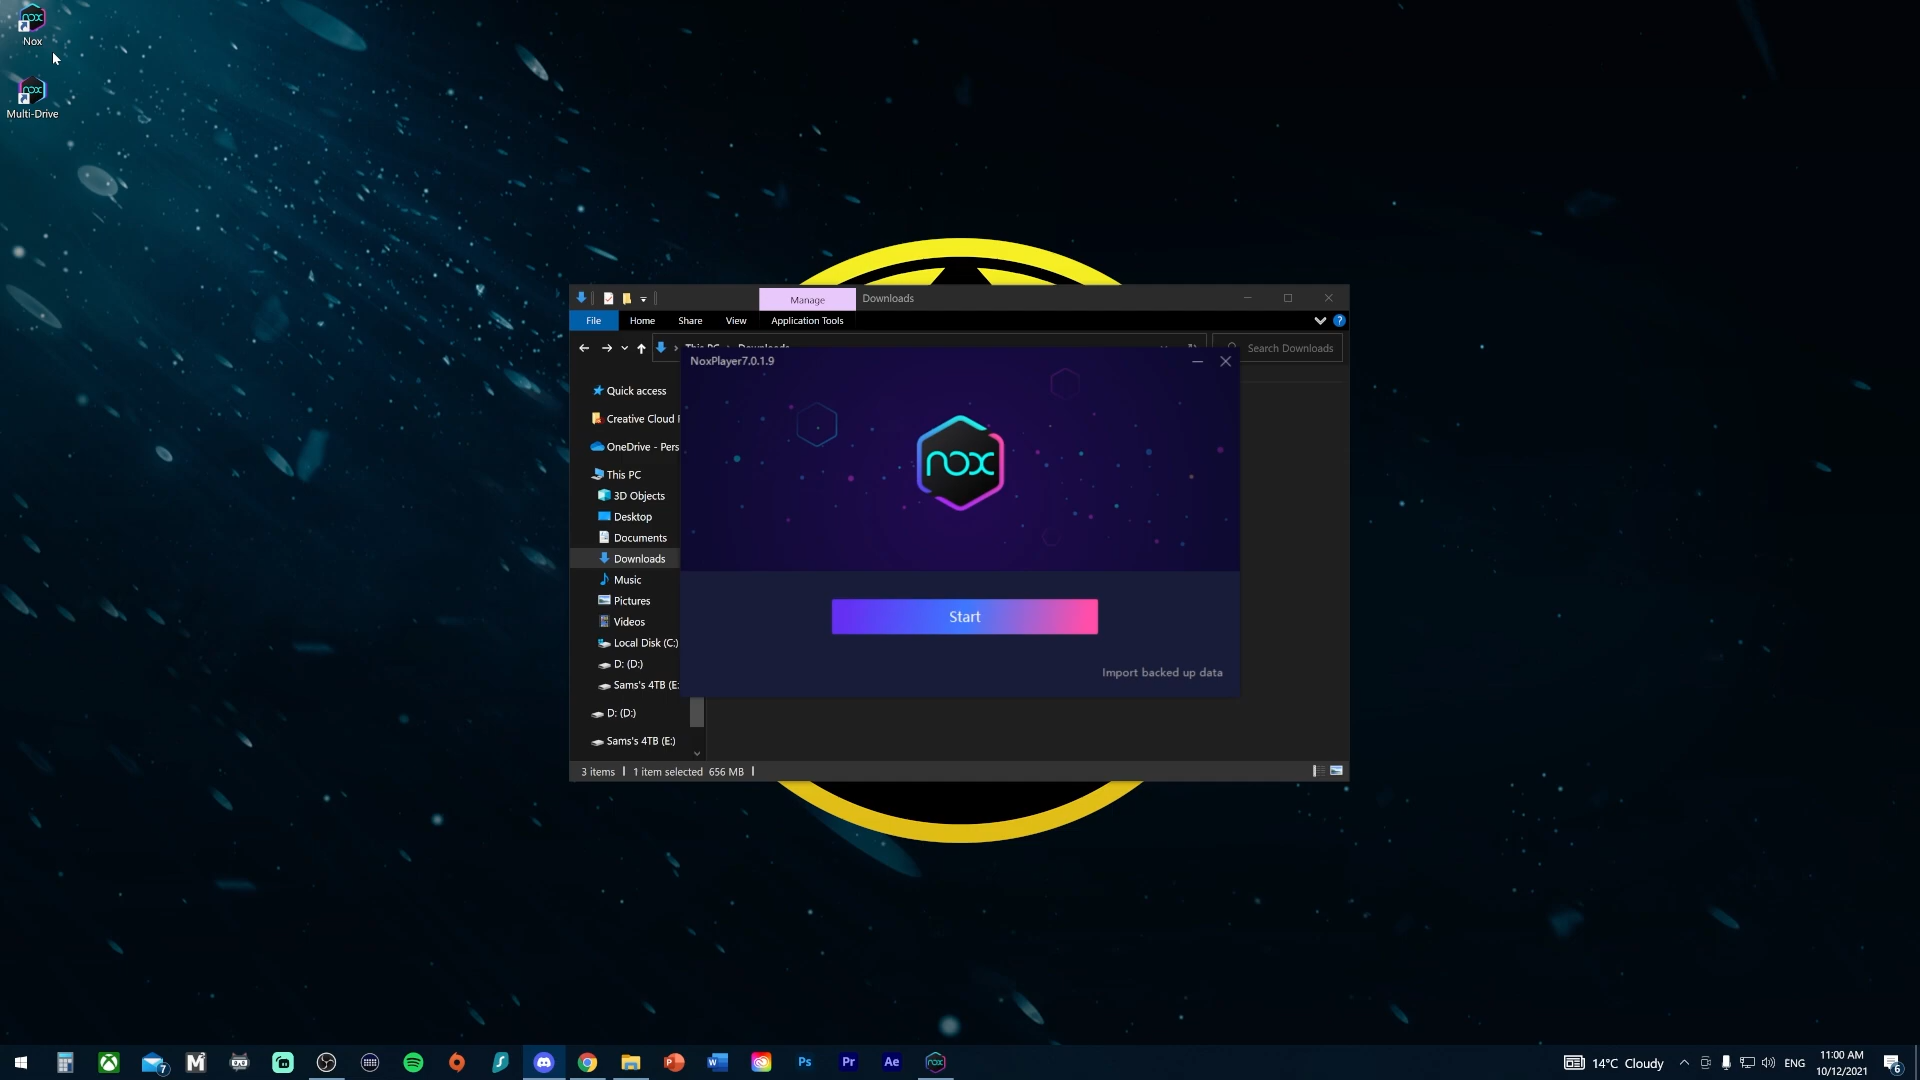 Nox
Multi-Drive
Manage
Downloads
File
Home
Share
View
Application Tools
Search Downloads
NoxPlayer7.0.1.9
Quick access
Creative Cloud F
OneDrive - Pers
This PC
3D Objects
Desktop
Documents
Downloads
Music
Pictures
Videos
Local Disk (C:)
D: (D:)
Sams's 4TB (E:
D: (D:)
Sams's 4TB (E:)
nox
Start
Import backed up data
3 items
1 item selected 656 MB
7
M
Ps
Pr
Ae
14°C Cloudy
ENG
11:00 AM
10/12/2021
6